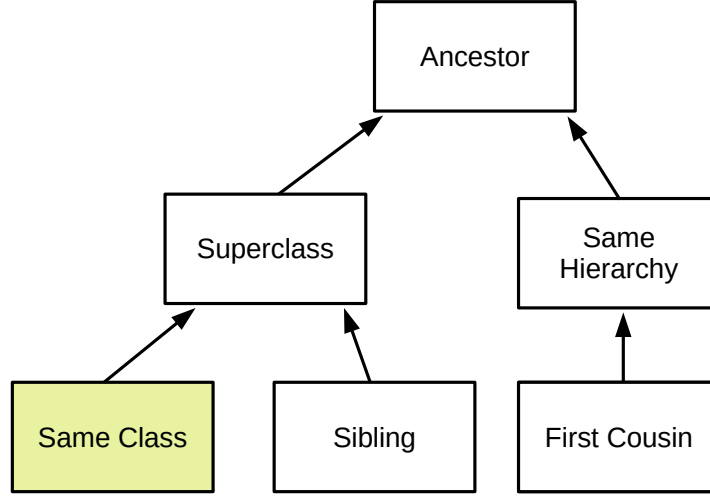 Ancestor
Superclass
Same
Hierarchy
Same Class
Sibling
First Cousin